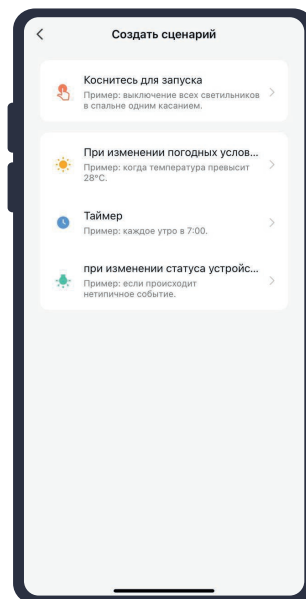 Создать сценарий
Коснитесь для запуска
Пример: выключение всех светильников
в спальне одним касанием.
При изменении погодных услов...
Пример: когда температура превысит
28°C.
Таймер
Пример: каждое утро в 7:00.
при изменении статуса устройс...
Пример: если происходит
нетипичное событие.